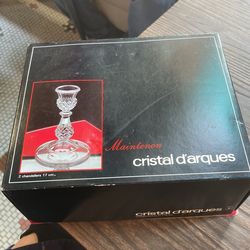 Maintenon
cristal d'arques
2 chandeliers 17 cm
cristal d'arques